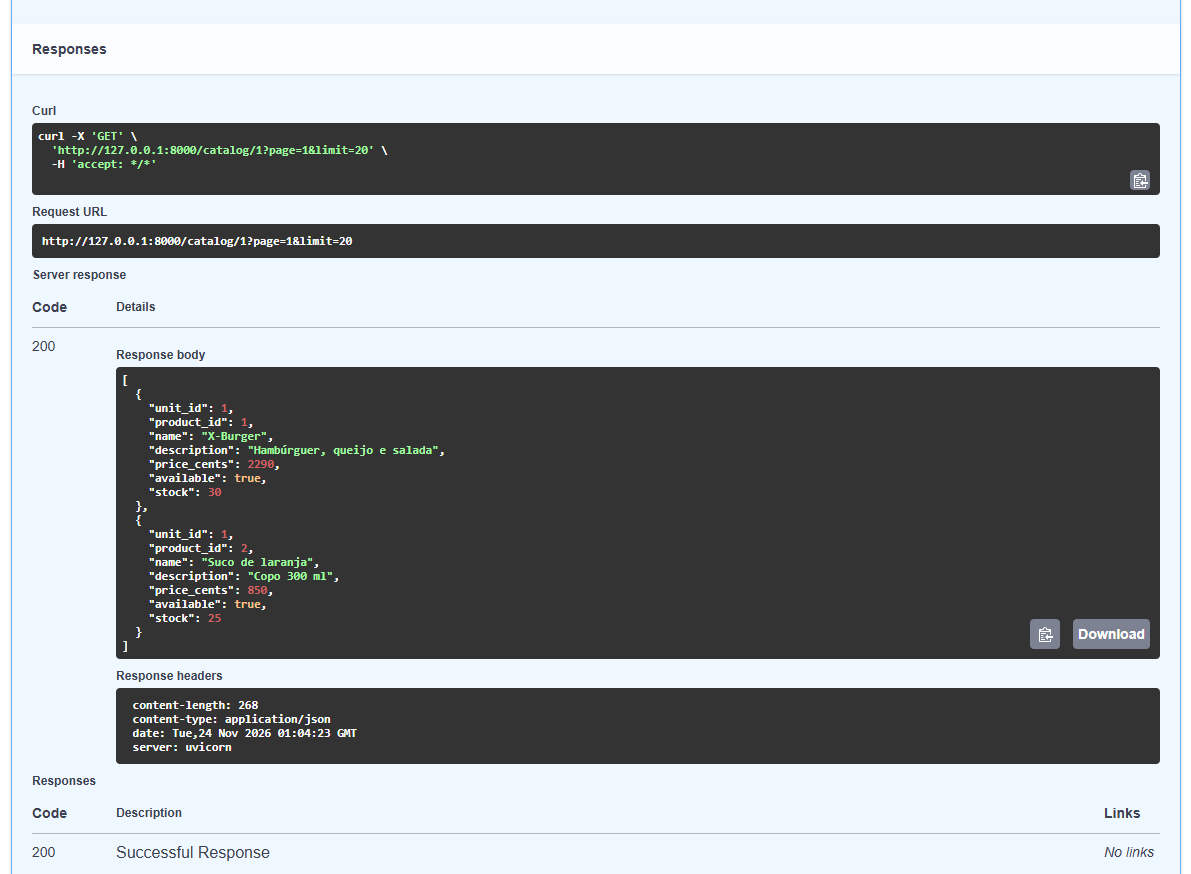 Responses
Curl
curl -X 'GET' \
  'http://127.0.0.1:8000/catalog/1?page=1&limit=20' \
  -H 'accept: */*'
Request URL
http://127.0.0.1:8000/catalog/1?page=1&limit=20
Server response
Code Details
200
Response body
[
  {
    "unit_id": 1,
    "product_id": 1,
    "name": "X-Burger",
    "description": "Hambúrguer, queijo e salada",
    "price_cents": 2290,
    "available": true,
    "stock": 30
  },
  {
    "unit_id": 1,
    "product_id": 2,
    "name": "Suco de laranja",
    "description": "Copo 300 ml",
    "price_cents": 850,
    "available": true,
    "stock": 25
  }
]
Download
Response headers
content-length: 268
content-type: application/json
date: Tue,24 Nov 2026 01:04:23 GMT
server: uvicorn
Responses
Code Description Links
200 Successful Response No links